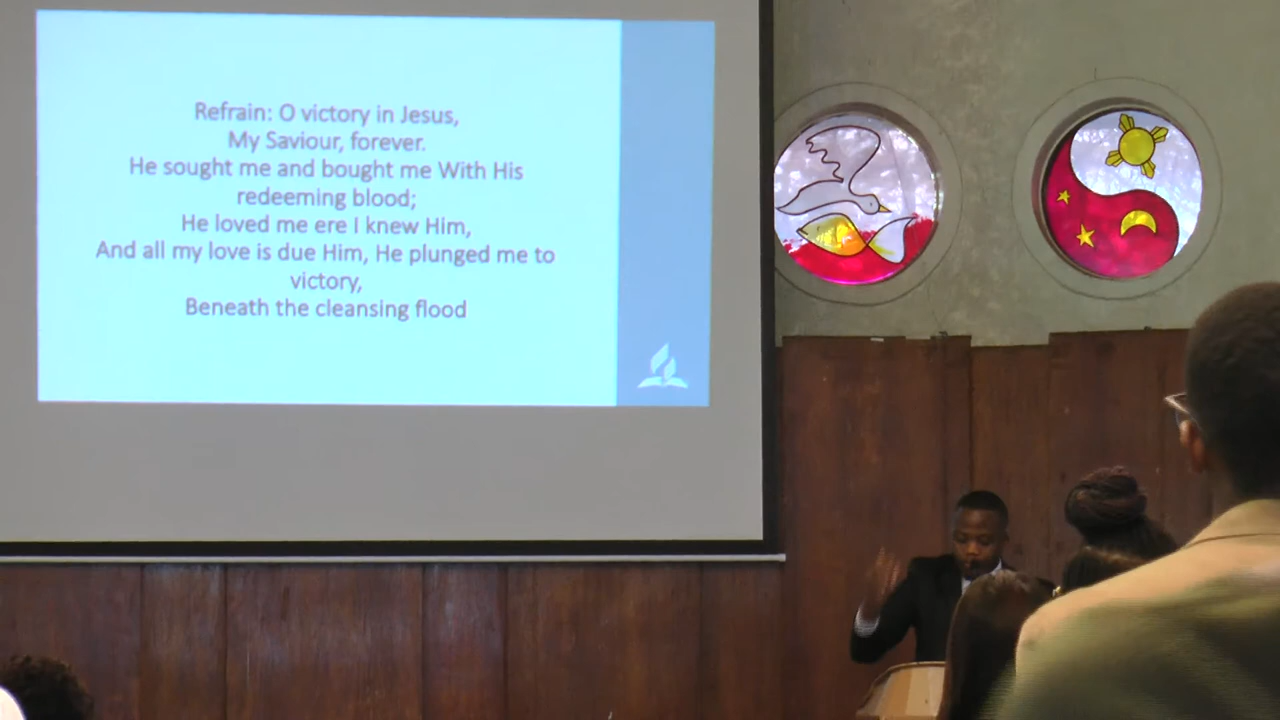 Refrain: O victory in Jesus,
My Saviour, forever.
He sought me and bought me With His
redeeming blood;
He loved me ere I knew Him,
And all my love is due Him, He plunged me to
victory,
Beneath the cleansing flood